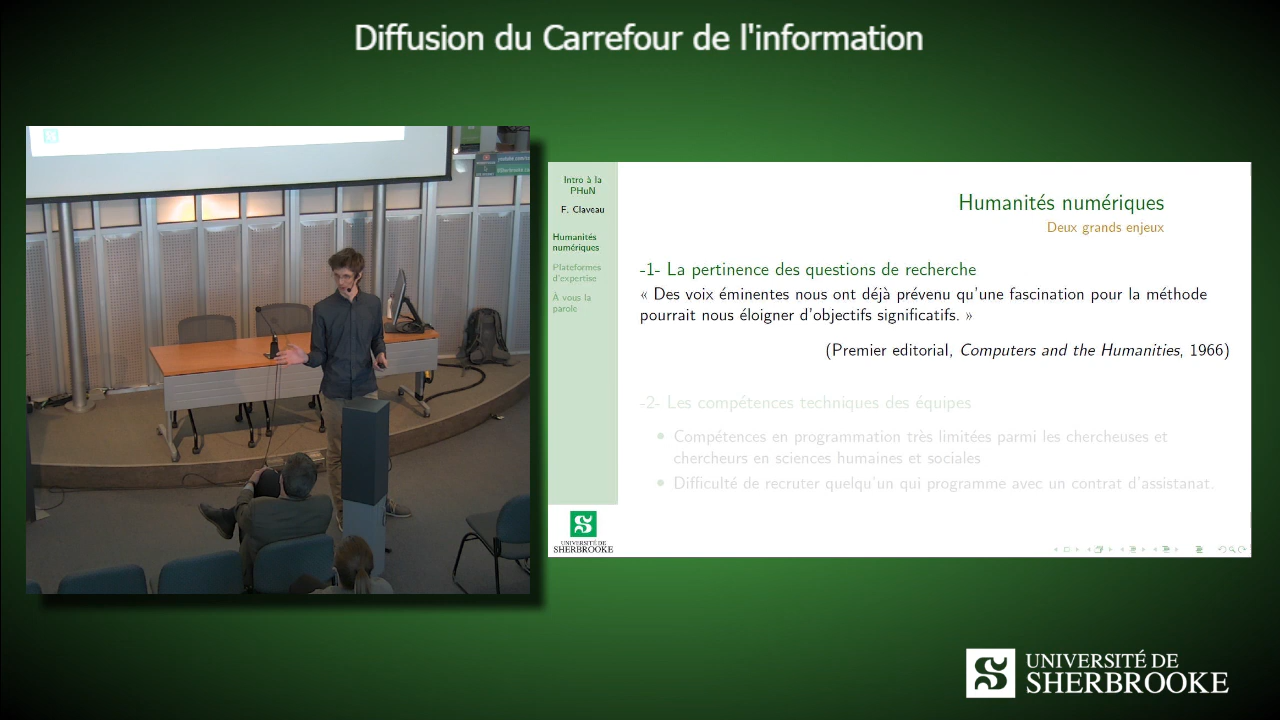 Diffusion du Carrefour de l'information
Intro à la
PHuN
F. Claveau
Humanités
numériques
Plateformes
d'expertise
À vous la
parole
Humanités numériques
Deux grands enjeux
-1- La pertinence des questions de recherche
« Des voix éminentes nous ont déjà prévenu qu'une fascination pour la méthode
pourrait nous éloigner d'objectifs significatifs. »
(Premier editorial, Computers and the Humanities, 1966)
-2- Les compétences techniques des équipes
• Compétences en programmation très limitées parmi les chercheuses et
chercheurs en sciences humaines et sociales
• Difficulté de recruter quelqu'un qui programme avec un contrat d'assistanat.
UNIVERSITÉ DE
SHERBROOKE
UNIVERSITÉ DE
SHERBROOKE